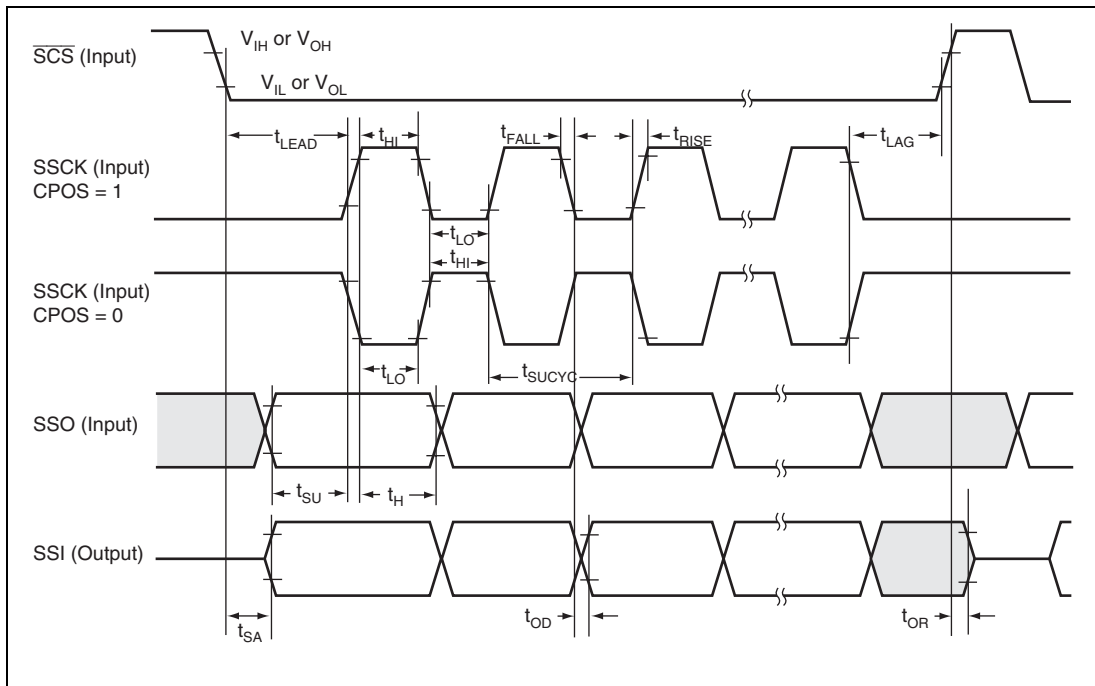 SCS (Input)
VIH or VOH
VIL or VOL
tLEAD
tHI
tFALL
tRISE
tLAG
SSCK (Input)
CPOS = 1
tLO
tHI
SSCK (Input)
CPOS = 0
tLO
tSUCYC
SSO (Input)
tSU
tH
SSI (Output)
tSA
tOD
tOR